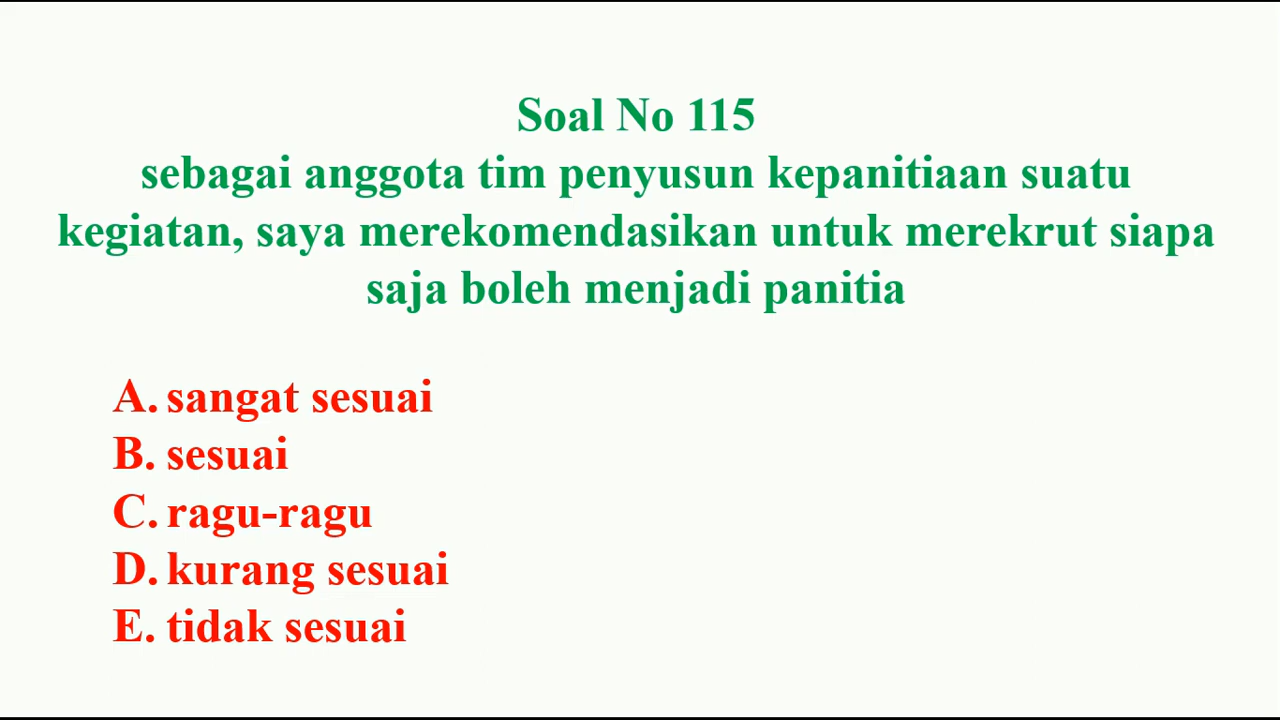 Soal No 115
sebagai anggota tim penyusun kepanitiaan suatu
kegiatan, saya merekomendasikan untuk merekrut siapa
saja boleh menjadi panitia
A. sangat sesuai
B. sesuai
C. ragu-ragu
D. kurang sesuai
E. tidak sesuai